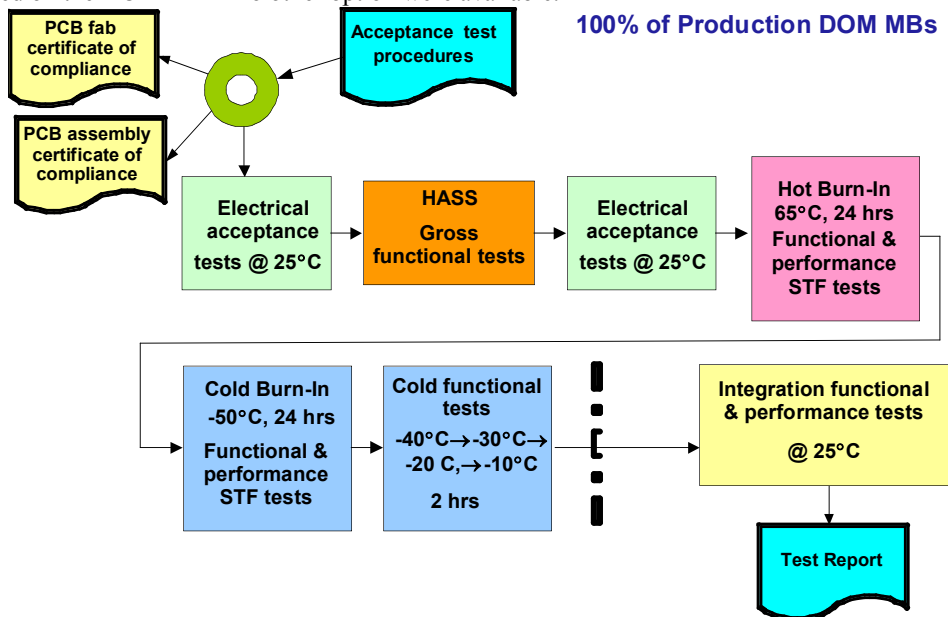 100% of Production DOM MBs
PCB fab
certificate of
compliance
Acceptance test
procedures
PCB assembly
certificate of
compliance
Electrical
acceptance
tests @ 25°C
HASS
Gross
functional tests
Electrical
acceptance
tests @ 25°C
Hot Burn-In
65°C, 24 hrs
Functional &
performance
STF tests
Cold Burn-In
-50°C, 24 hrs
Functional &
performance
STF tests
Cold functional
tests
-40°C→-30°C→
-20 C,→-10°C
2 hrs
Integration functional
& performance tests
@ 25°C
Test Report